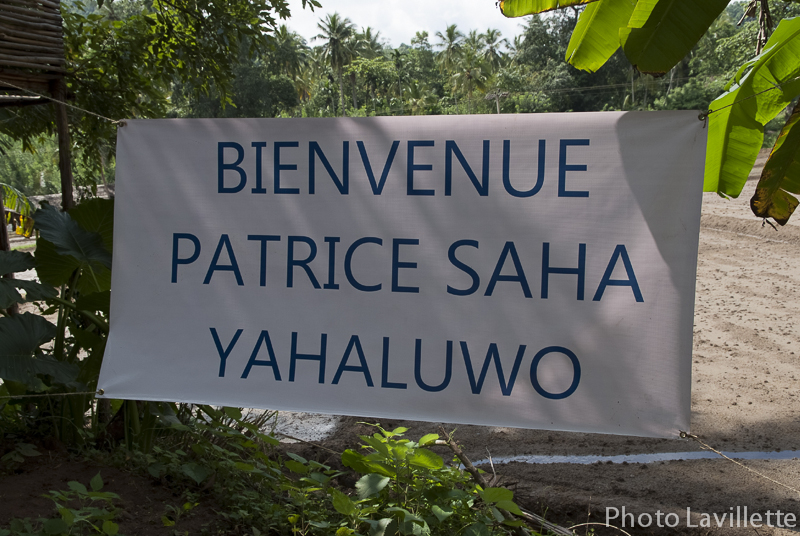 BIENVENUE
PATRICE SAHA
YAHALUWO
Photo Lavillette